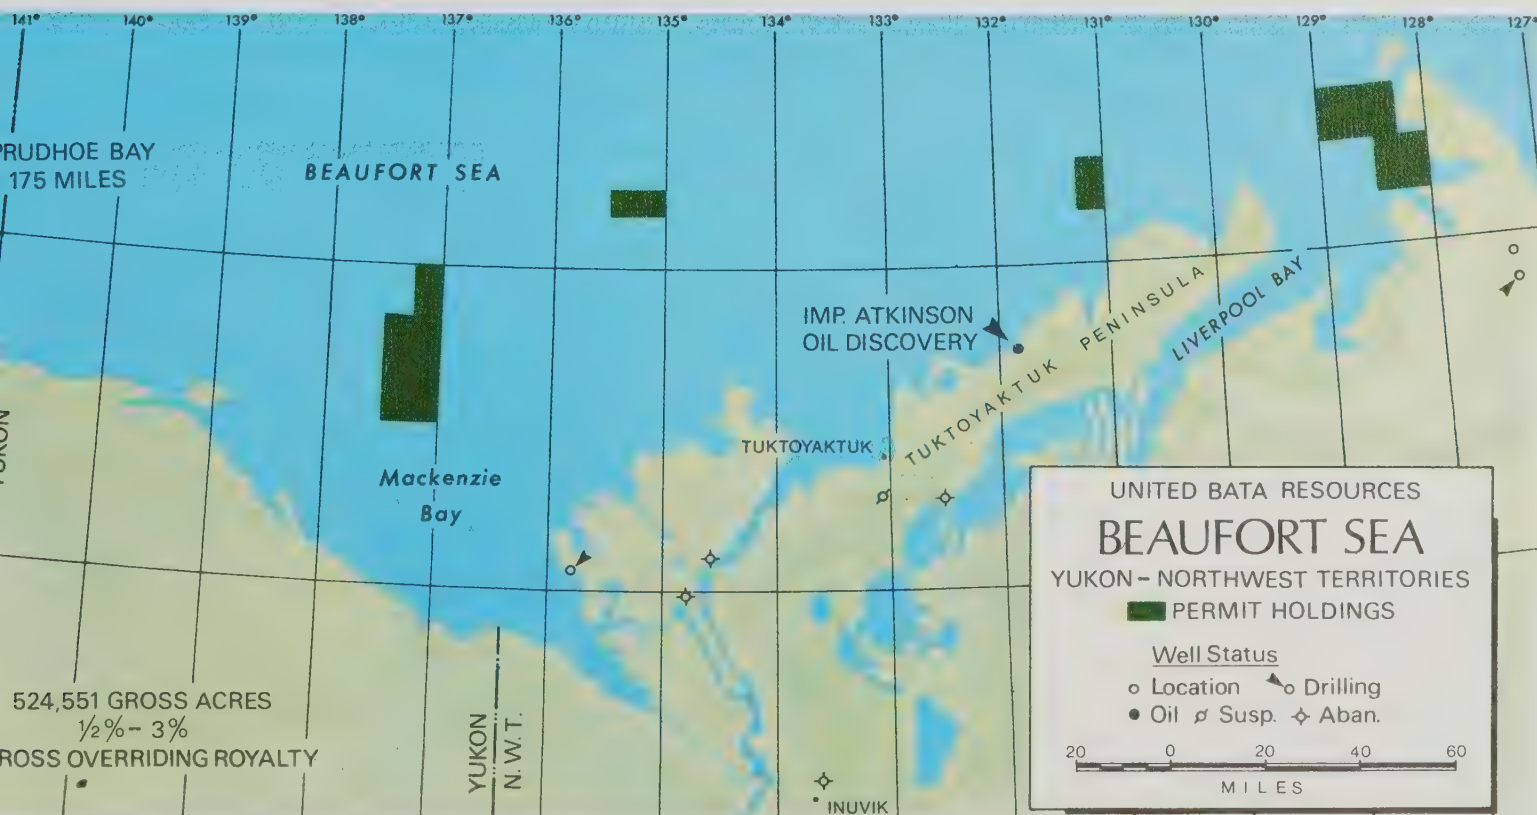 141° 140° 139° 138° 137° 136° 135° 134° 133° 132° 131° 130° 129° 128° 127°
PRUDHOE BAY
175 MILES
BEAUFORT SEA
IMP. ATKINSON
OIL DISCOVERY
TUKTOYAKTUK PENINSULA
LIVERPOOL BAY
TUKTOYAKTUK
Mackenzie
Bay
YUKON
524,551 GROSS ACRES
½%-3%
ROSS OVERRIDING ROYALTY
YUKON
N.W.T.
INUVIK
UNITED BATA RESOURCES
BEAUFORT SEA
YUKON-NORTHWEST TERRITORIES
PERMIT HOLDINGS
Well Status
Location Drilling
Oil Susp. Aban.
20 0 20 40 60
MILES